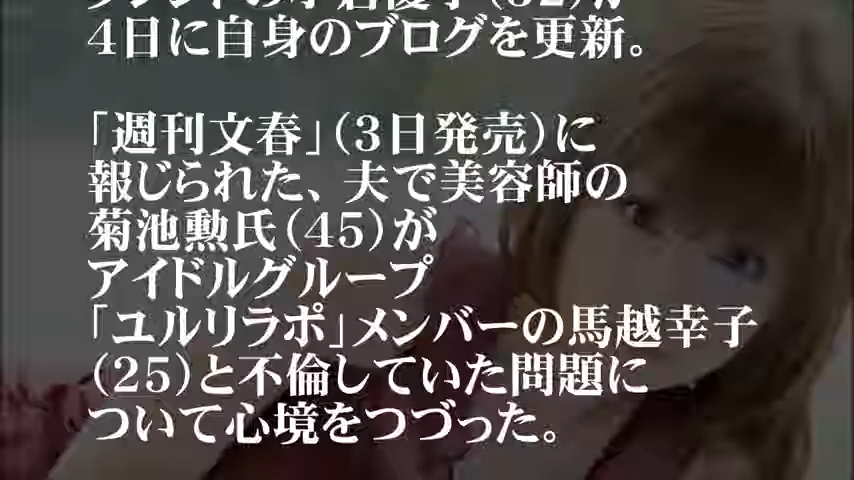 4日に自身のブログを更新。
「週刊文春」(3日発売)に
報じられた、夫で美容師の
菊池勲氏(45)が
アイドルグループ
「ユルリラポ」メンバーの馬越幸子
(25)と不倫していた問題に
ついて心境をつづった。